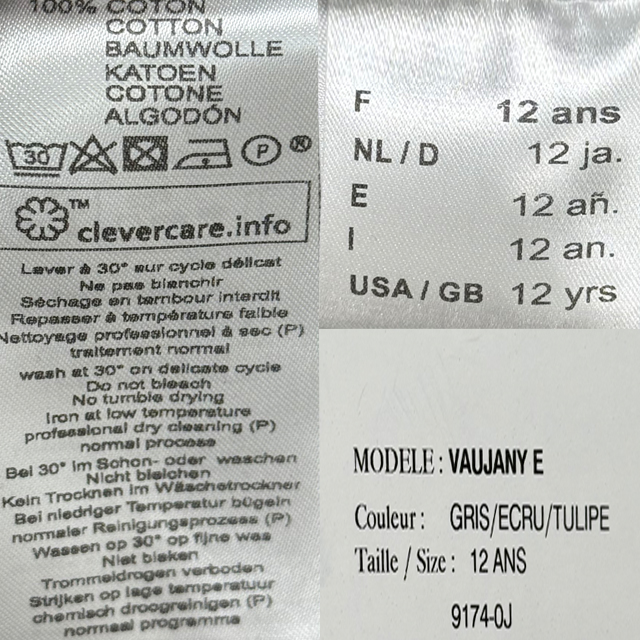 100% COTON
COTTON
BAUMWOLLE
KATOEN
COTONE
ALGODÓN
30 P ®
TM
clevercare.info
Laver à 30° sur cycle délicat
Ne pas blanchir
Séchage en tambour interdit
Repasser à température faible
Nettoyage professionnel à sec (P)
traitement normal
wash at 30° on delicate cycle
Do not bleach
No tumble drying
Iron at low temperature
professional dry cleaning (P)
normal process
Bei 30° im Schon- oder waschen
Nicht bleichen
Kein Trocknen im Wäschetrockner
Bei niedriger Temperatur bügeln
normaler Reinigungsprozess (P)
Wassen op 30° op fijne was
Niet bleken
Trommeldrogen verboden
Strijken op lage temperatuur
chemisch droogreinigen (P)
normaal programma
F 12 ans
NL / D 12 ja.
E 12 añ.
I 12 an.
USA / GB 12 yrs
MODELE : VAUJANY E
Couleur : GRIS/ECRU/TULIPE
Taille / Size : 12 ANS
9174-0J